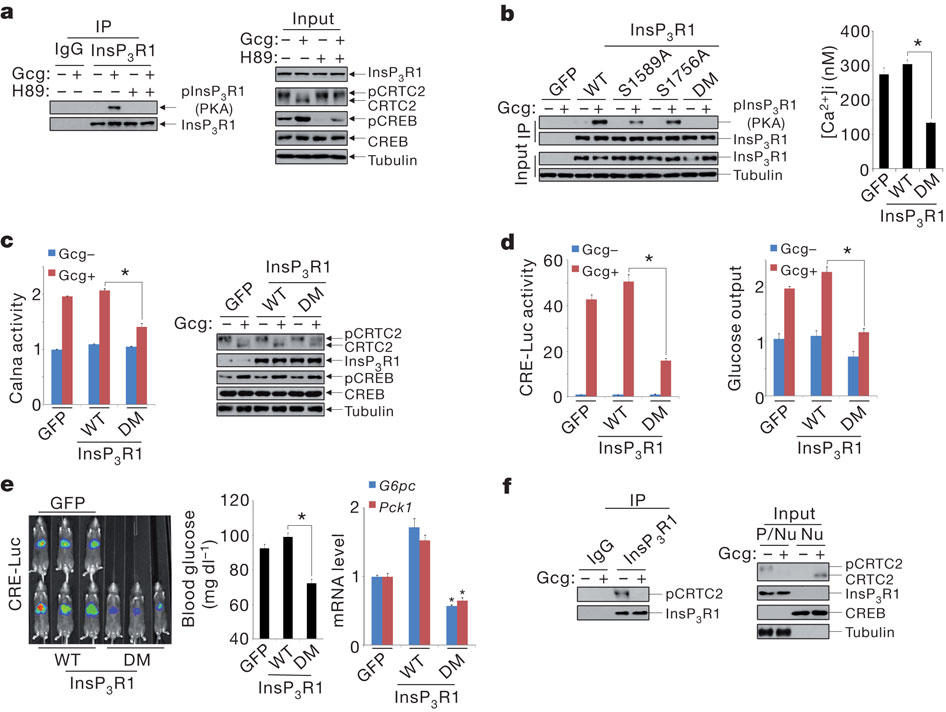 a
IP
IgG InsP3R1
Gcg: – + – + – +
H89: – – – – + +
pInsP3R1
(PKA)
InsP3R1
Input
Gcg: – + – +
H89: – – + +
InsP3R1
pCRTC2
CRTC2
pCREB
CREB
Tubulin
b
InsP3R1
GFP WT S1589A S1756A DM
Gcg: – + – + – + – + – +
pInsP3R1
(PKA)
InsP3R1
InsP3R1
Tubulin
IP
Input
[Ca2+]i (nM)
400
300
200
100
0
*
GFP WT DM
InsP3R1
c
Gcg–
Gcg+
Calna activity
2
1
0
*
GFP WT DM
InsP3R1
InsP3R1
GFP WT DM
Gcg: – + – + – +
pCRTC2
CRTC2
InsP3R1
pCREB
CREB
Tubulin
d
Gcg–
Gcg+
CRE-Luc activity
60
40
20
0
*
GFP WT DM
InsP3R1
Gcg–
Gcg+
Glucose output
2
1
0
*
GFP WT DM
InsP3R1
e
GFP
CRE-Luc
WT DM
InsP3R1
Blood glucose
(mg dl–1)
120
100
80
60
40
*
GFP WT DM
InsP3R1
G6pc
Pck1
mRNA level
2
1
0
* *
GFP WT DM
InsP3R1
f
IP
IgG InsP3R1
Gcg: – + – +
pCRTC2
InsP3R1
Input
P/Nu Nu
Gcg: – + – +
pCRTC2
CRTC2
InsP3R1
CREB
Tubulin